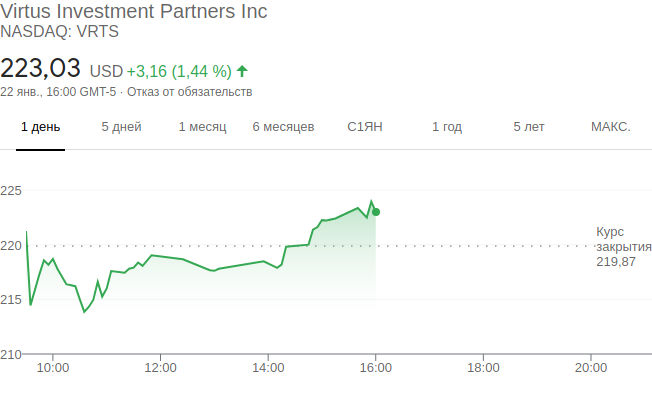 Virtus Investment Partners Inc
NASDAQ: VRTS
223,03 USD +3,16 (1,44 %)
22 янв., 16:00 GMT-5 · Отказ от обязательств
1 день 5 дней 1 месяц 6 месяцев С1ЯН 1 год 5 лет МАКС.
225
Курс
220 закрытия
219,87
215
210
10:00 12:00 14:00 16:00 18:00 20:00